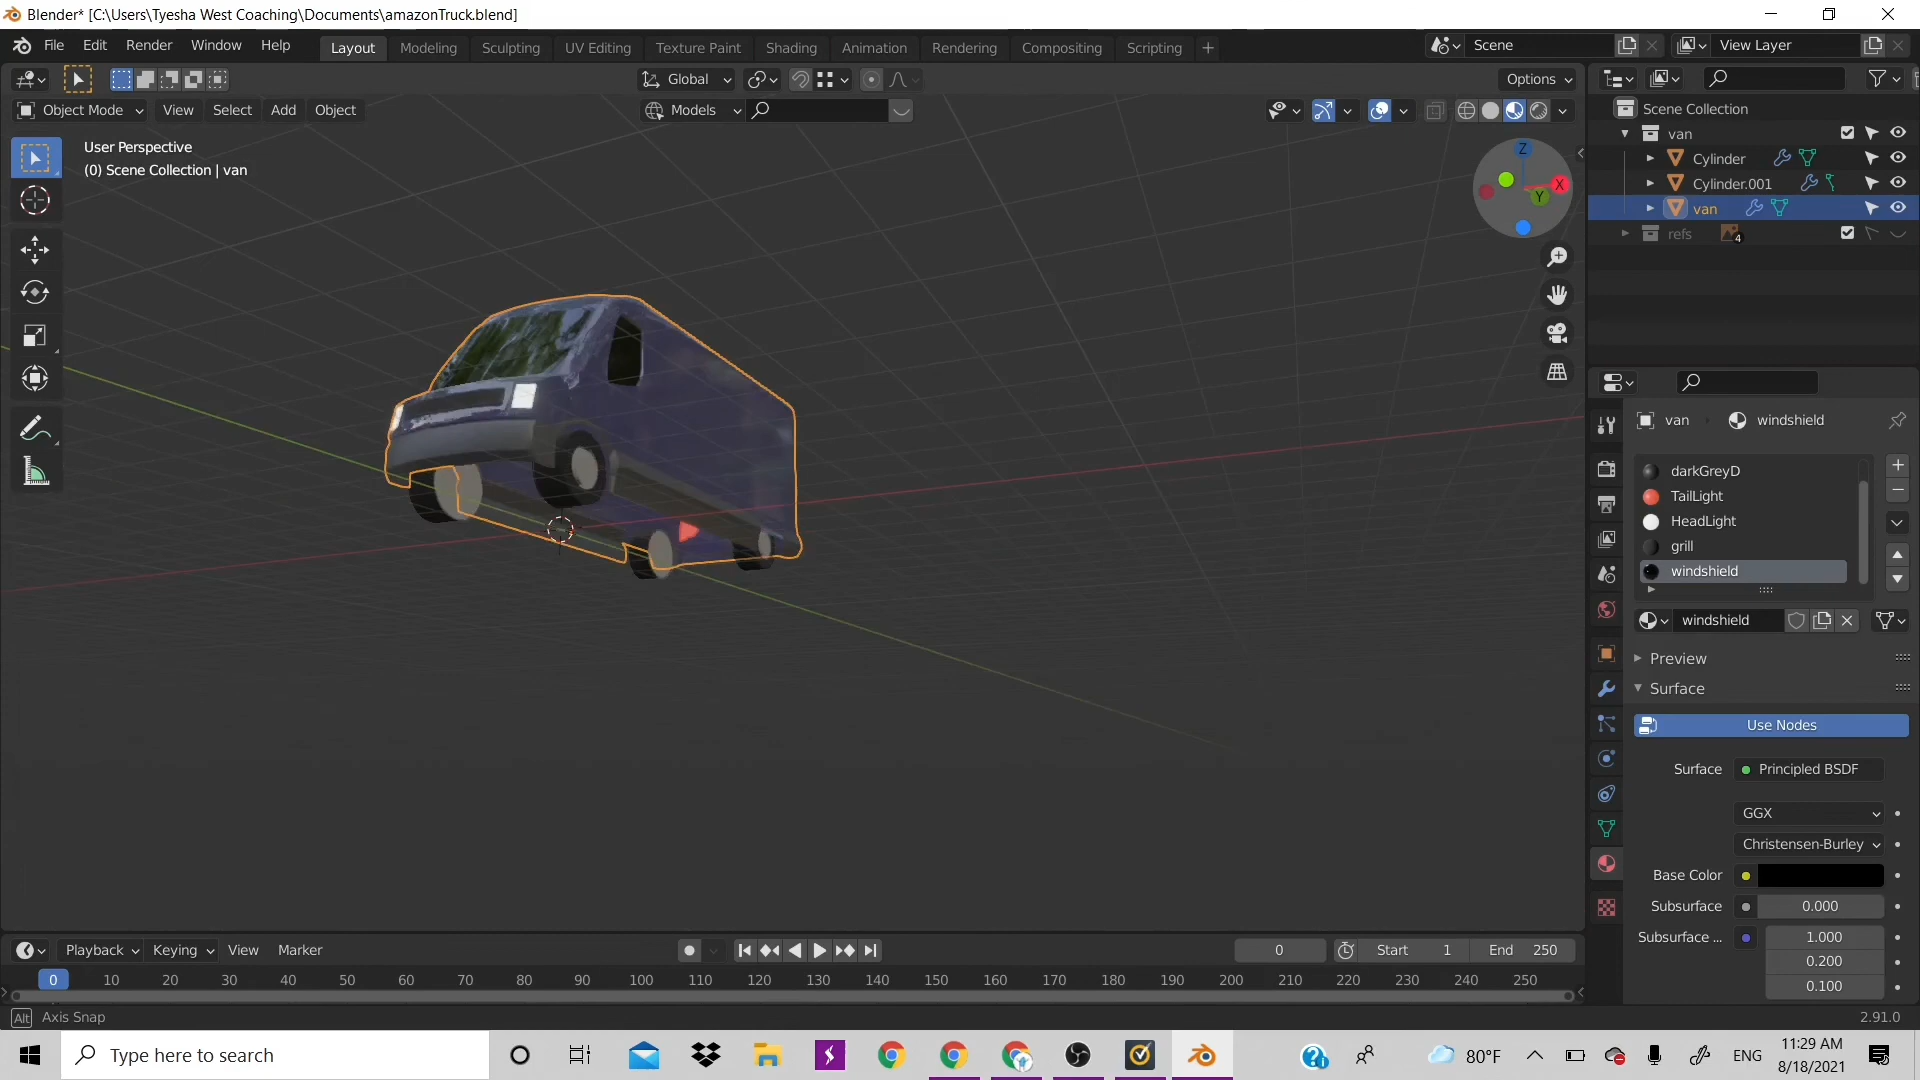 Blender* [C:\Users\Tyesha West Coaching\Documents\amazonTruck.blend]
File Edit Render Window Help
Layout Modeling Sculpting UV Editing Texture Paint Shading Animation Rendering Compositing Scripting +
Scene
View Layer
Global
Options
Object Mode View Select Add Object
Models
User Perspective
(0) Scene Collection | van
Z
X
Y
Scene Collection
van
Cylinder
Cylinder.001
van
refs 4
van windshield
darkGreyD
TailLight
HeadLight
grill
windshield
windshield
Preview
Surface
Use Nodes
Surface Principled BSDF
GGX
Christensen-Burley
Base Color
Subsurface 0.000
Subsurface ... 1.000
0.200
0.100
Playback Keying View Marker
0
Start 1
End 250
0 10 20 30 40 50 60 70 80 90 100 110 120 130 140 150 160 170 180 190 200 210 220 230 240 250
Alt Axis Snap
2.91.0
Type here to search
80°F
ENG
11:29 AM
8/18/2021